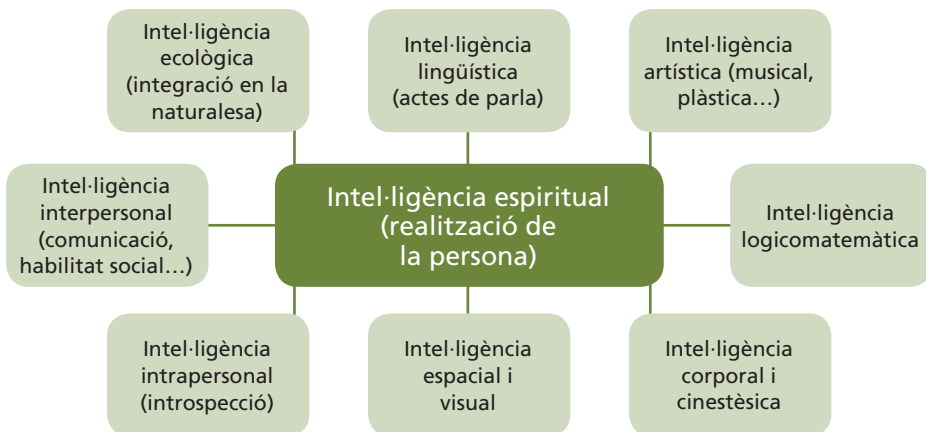 Intel·ligència
ecològica
(integració en la
naturalesa)
Intel·ligència
lingüística
(actes de parla)
Intel·ligència
artística (musical,
plàstica…)
Intel·ligència
interpersonal
(comunicació,
habilitat social…)
Intel·ligència espiritual
(realització de
la persona)
Intel·ligència
logicomatemàtica
Intel·ligència
intrapersonal
(introspecció)
Intel·ligència
espacial i
visual
Intel·ligència
corporal i
cinestèsica